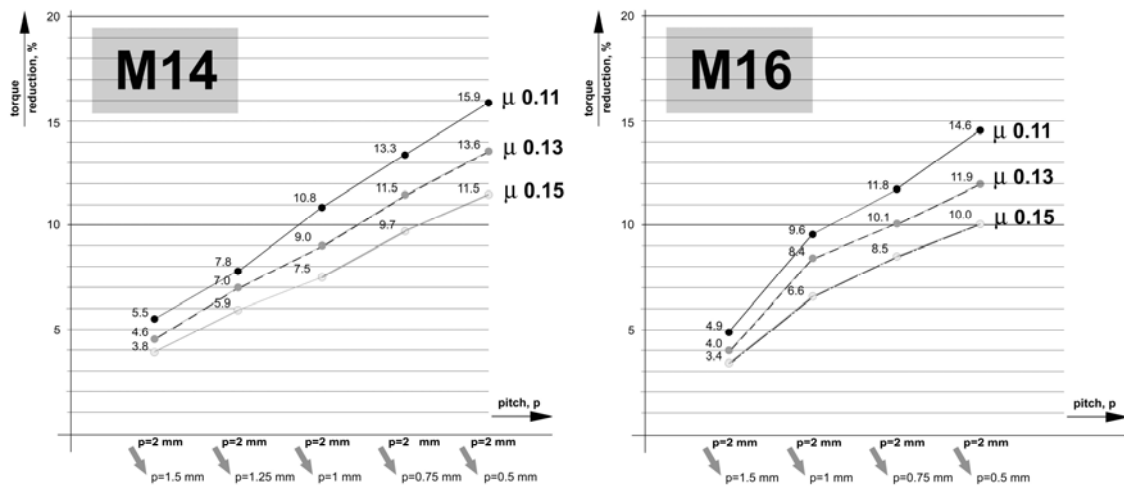 20
torque
reduction, %
M14
15.9
μ 0.11
15
13.3
13.6
μ 0.13
10.8
11.5
11.5
μ 0.15
10
9.0
9.7
7.8
7.0
7.5
5.5
5.9
5
4.6
3.8
pitch, p
p=2 mm
p=2 mm
p=2 mm
p=2 mm
p=2 mm
p=1.5 mm
p=1.25 mm
p=1 mm
p=0.75 mm
p=0.5 mm
20
torque
reduction, %
M16
15
14.6
μ 0.11
11.8
11.9
μ 0.13
10
9.6
10.1
10.0
μ 0.15
8.4
8.5
6.6
5
4.9
4.0
3.4
pitch, p
p=2 mm
p=2 mm
p=2 mm
p=2 mm
p=1.5 mm
p=1 mm
p=0.75 mm
p=0.5 mm